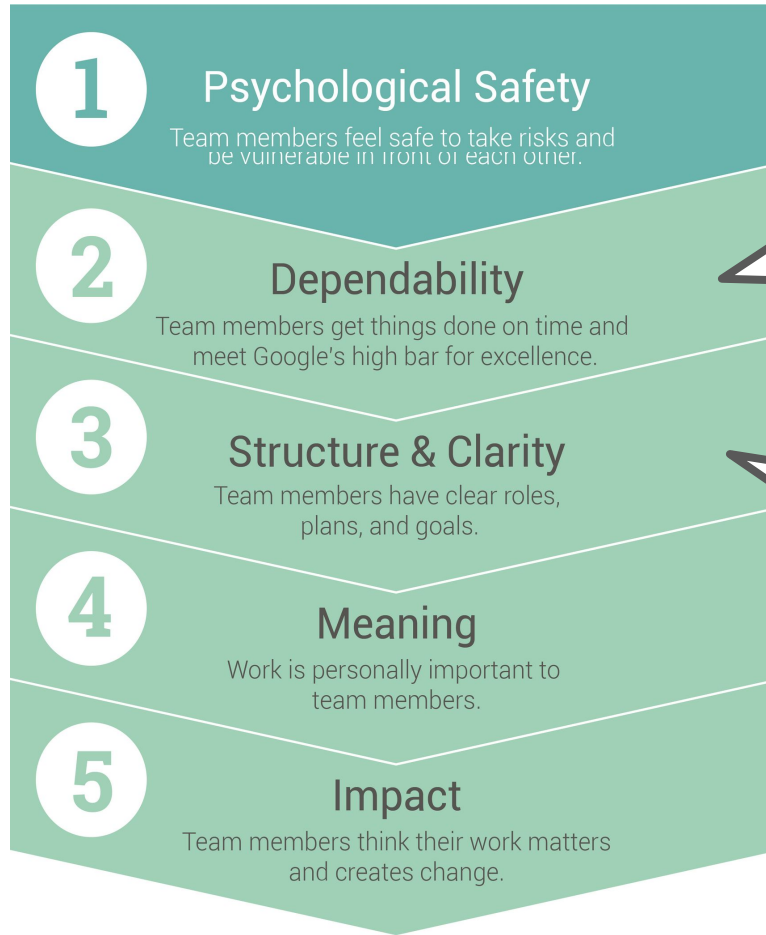 1
Psychological Safety
Team members feel safe to take risks and
be vulnerable in front of each other.
2
Dependability
Team members get things done on time and
meet Google's high bar for excellence.
3
Structure & Clarity
Team members have clear roles,
plans, and goals.
4
Meaning
Work is personally important to
team members.
5
Impact
Team members think their work matters
and creates change.